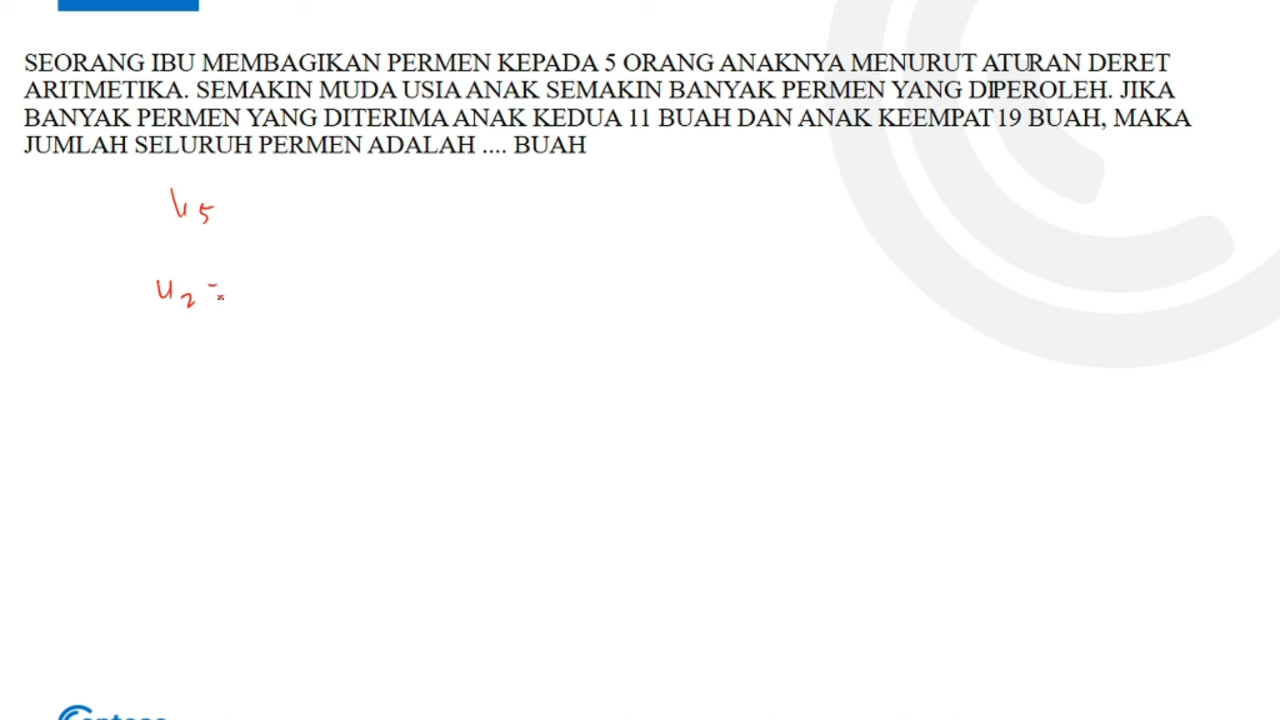 SEORANG IBU MEMBAGIKAN PERMEN KEPADA 5 ORANG ANAKNYA MENURUT ATURAN DERET
ARITMETIKA. SEMAKIN MUDA USIA ANAK SEMAKIN BANYAK PERMEN YANG DIPEROLEH. JIKA
BANYAK PERMEN YANG DITERIMA ANAK KEDUA 11 BUAH DAN ANAK KEEMPAT 19 BUAH, MAKA
JUMLAH SELURUH PERMEN ADALAH .... BUAH
U5
U2 =